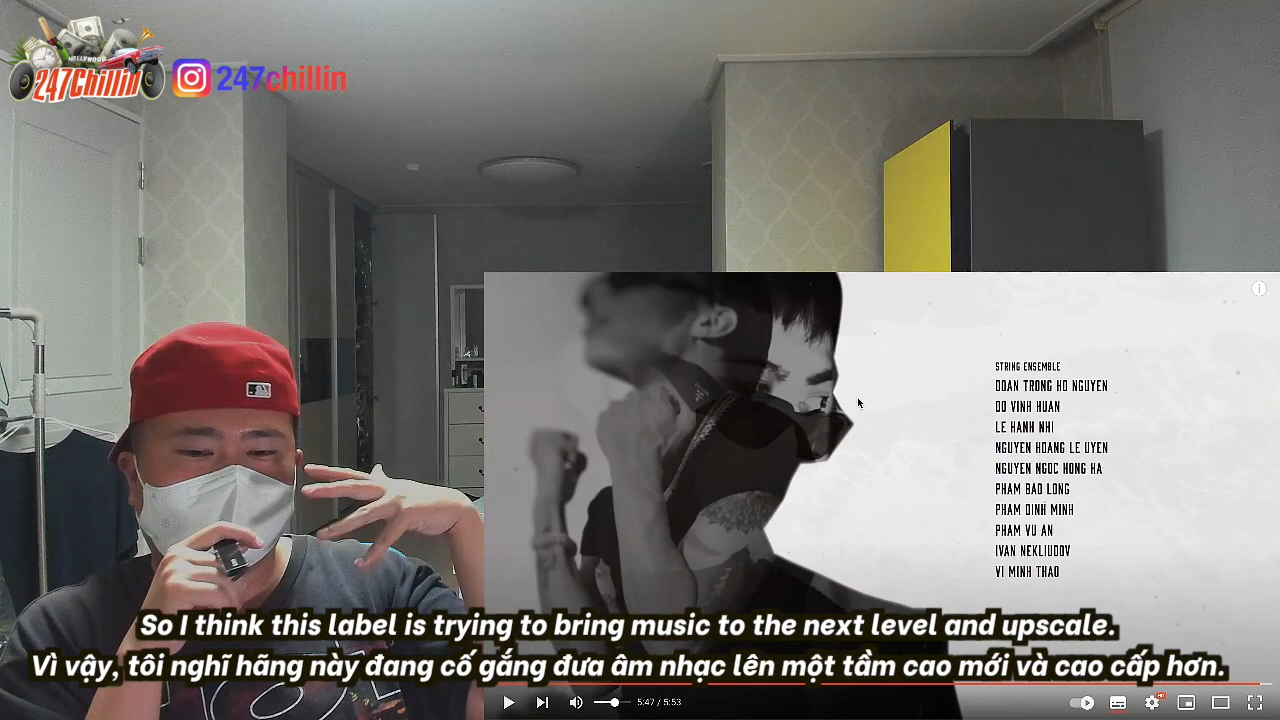 HOLLYWOOD
247Chillin
247chillin
STRING ENSEMBLE
DOAN TRONG HO NGUYEN
DO VINH HUAN
LE HANH NHI
NGUYEN HOANG LE UYEN
NGUYEN NGOC HONG HA
PHAM BAO LONG
PHAM DINH MINH
PHAM VU AN
IVAN NEKLIUDOV
VI MINH THAO
So I think this label is trying to bring music to the next level and upscale.
Vì vậy, tôi nghĩ hãng này đang cố gắng đưa âm nhạc lên một tầm cao mới và cao cấp hơn.
5:47 / 5:53
HD